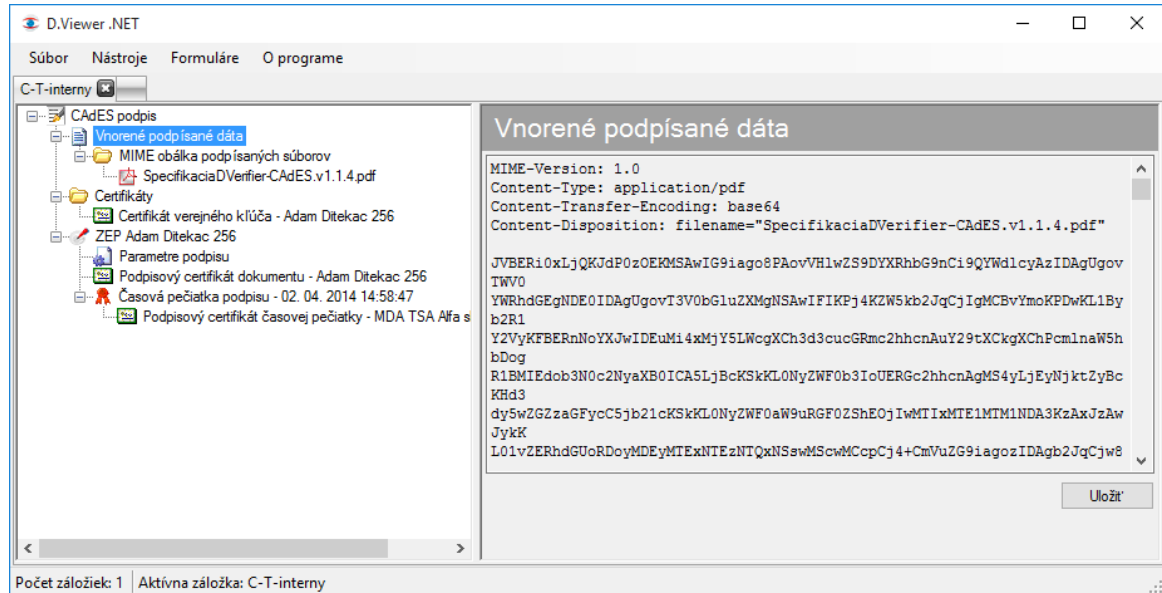 D.Viewer .NET
Súbor Nástroje Formuláre O programe
C-T-interny
CAdES podpis
Vnorené podpísané dáta
MIME obálka podpísaných súborov
SpecifikaciaDVerifier-CAdES.v1.1.4.pdf
Certifikáty
Certifikát verejného kľúča - Adam Ditekac 256
ZEP Adam Ditekac 256
Parametre podpisu
Podpisový certifikát dokumentu - Adam Ditekac 256
Časová pečiatka podpisu - 02. 04. 2014 14:58:47
Podpisový certifikát časovej pečiatky - MDA TSA Alfa s
Vnorené podpísané dáta
MIME-Version: 1.0
Content-Type: application/pdf
Content-Transfer-Encoding: base64
Content-Disposition: filename="SpecifikaciaDVerifier-CAdES.v1.1.4.pdf"
JVBERi0xLjQKJdP0zOEKMSAwIG9iago8PAovVHlwZS9DYXRhbG9nCi9QYWdlcyAzIDAgUgov
TWV0
YWRhdGEgNDE0IDAgUgovT3V0bGluZXMgNSAwIFIKPj4KZW5kb2JqCjIgMCBvYmoKPDwKL1By
b2R1
Y2VyKFBERnNoYXJwIDEuMi4xMjY5LWcgXCh3d3cucGRmc2hhcnAuY29tXCkgXChPcmlnaW5h
bDog
R1BMIEdob3N0c2NyaXB0ICA5LjBcKSkKL0NyZWF0b3IoUERGc2hhcnAgMS4yLjEyNjktZyBc
KHd3
dy5wZGZzaGFycC5jb21cKSkKL0NyZWF0aW9uRGF0ZShEOjIwMTIxMTE1MTM1NDA3KzAxJzAw
JykK
L01vZERhdGUoRDoyMDEyMTExNTEzNTQxNSswMScwMCcpCj4+CmVuZG9iagozIDAgb2JqCjw8
Uložiť
Počet záložiek: 1 Aktívna záložka: C-T-interny